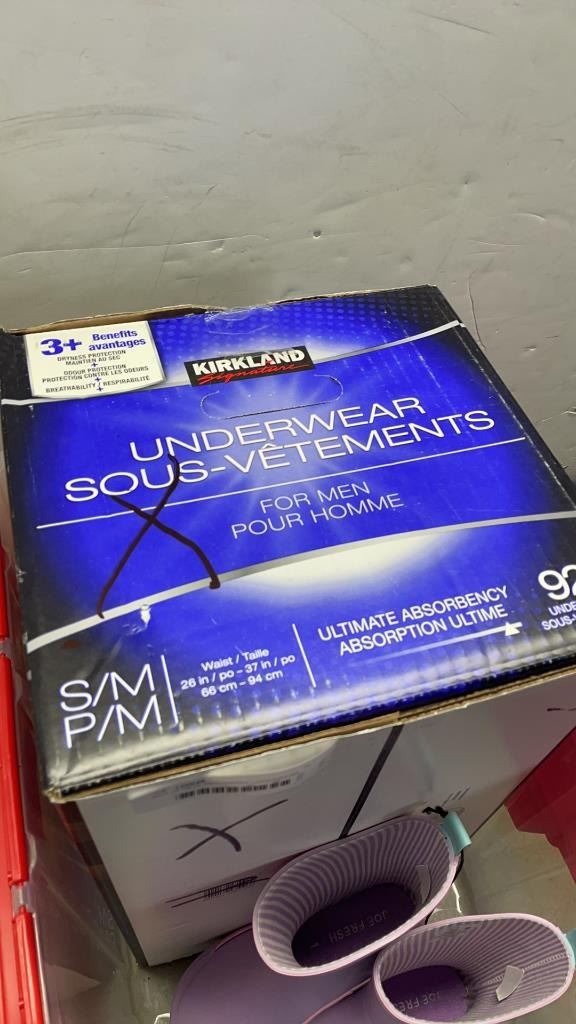 3+ Benefits
avantages
DRYNESS PROTECTION
MAINTIEN AU SEC
+
ODOUR PROTECTION
PROTECTION CONTRE LES ODEURS
+
BREATHABILITY / RESPIRABILITÉ
KIRKLAND
Signature
UNDERWEAR
SOUS-VÊTEMENTS
FOR MEN
POUR HOMME
S/M
P/M
Waist / Taille
26 in / po – 37 in / po
66 cm – 94 cm
ULTIMATE ABSORBENCY
ABSORPTION ULTIME
92
JOE FRESH
JOE FRESH